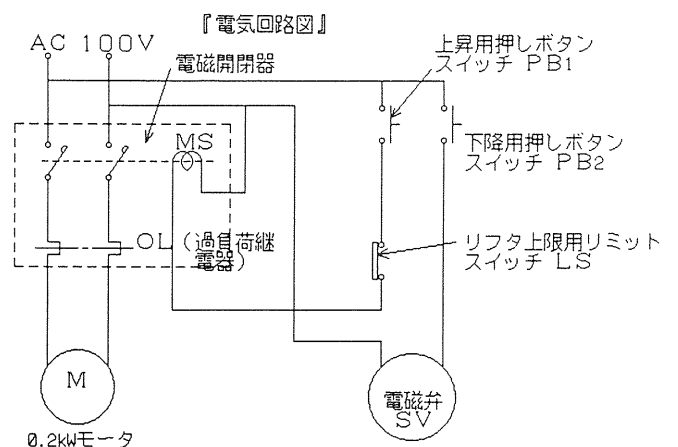 『電気回路図』
AC 100V
電磁開閉器
上昇用押しボタン
スイッチ PB1
MS
下降用押しボタン
スイッチ PB2
OL(過負荷継
電器)
リフタ上限用リミット
スイッチ LS
M
0.2kWモータ
電磁弁
SV